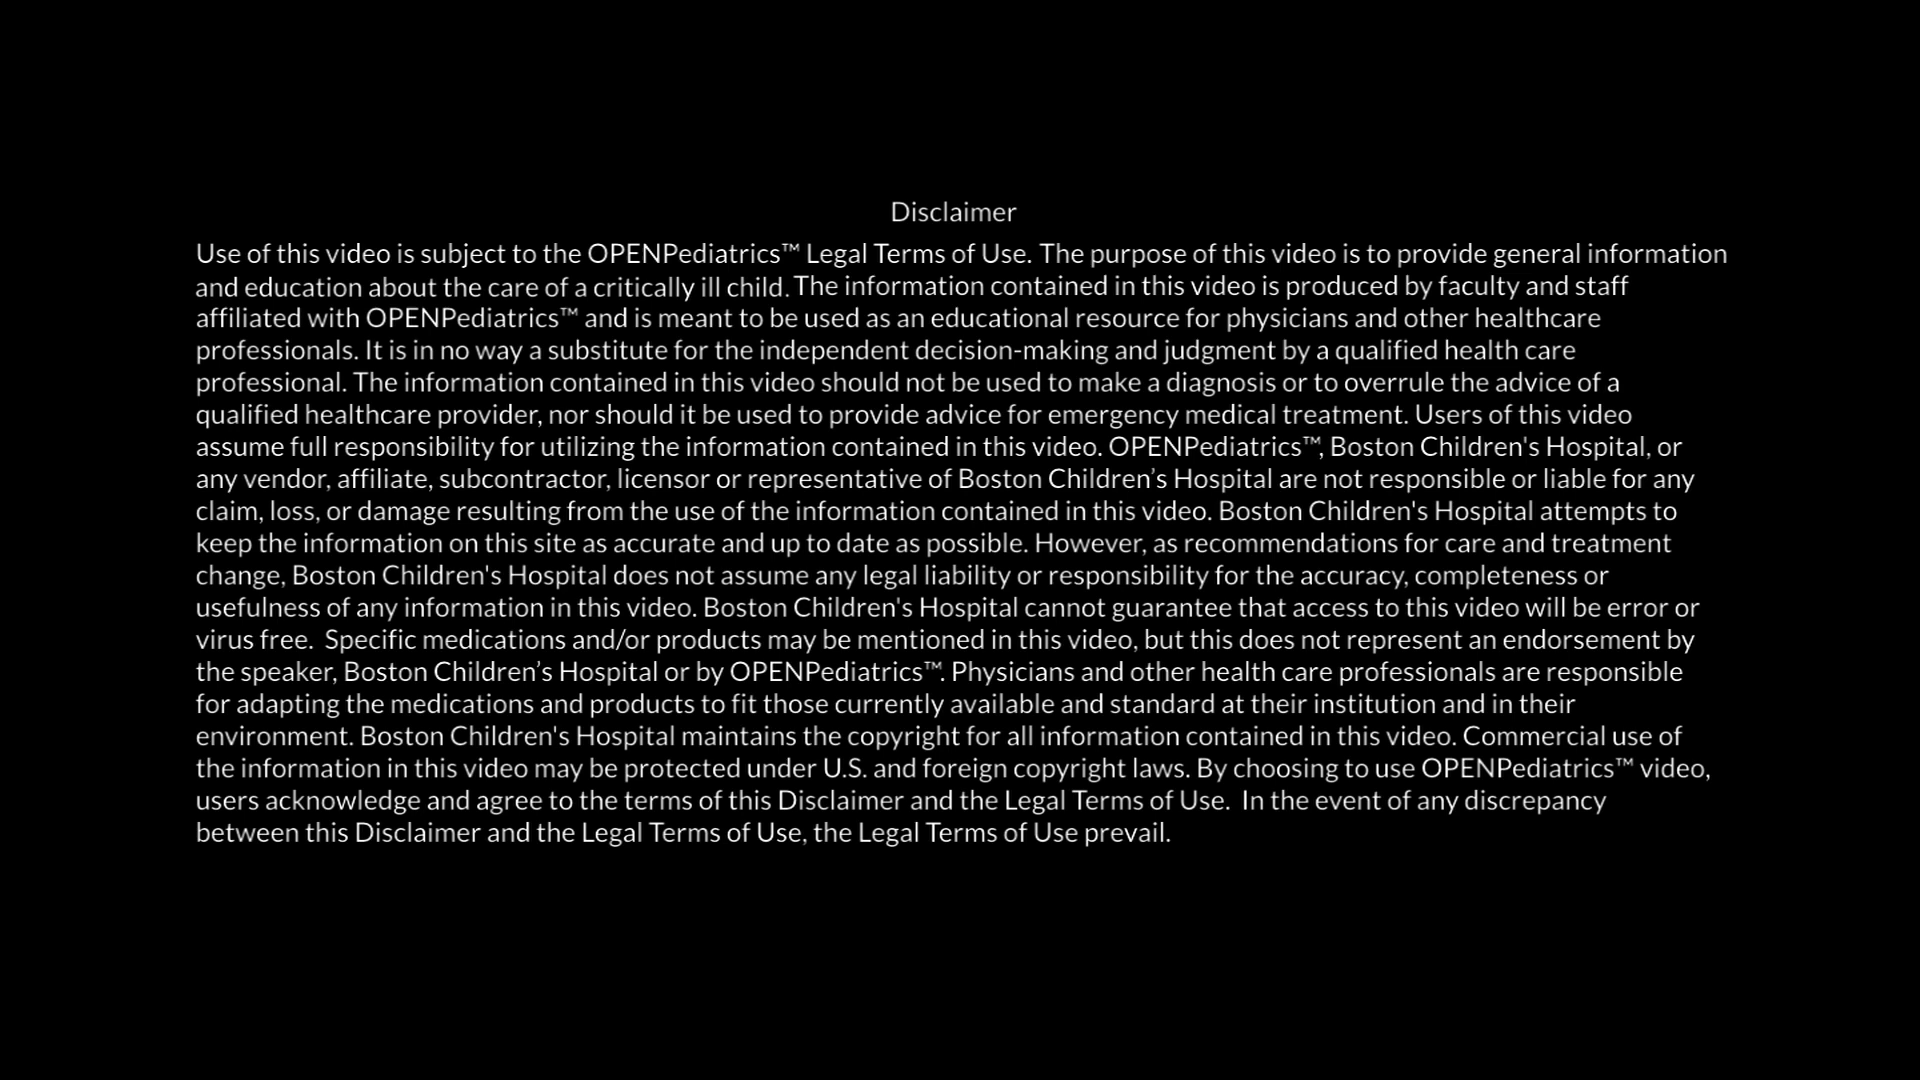 Disclaimer
Use of this video is subject to the OPENPediatrics™ Legal Terms of Use. The purpose of this video is to provide general information
and education about the care of a critically ill child. The information contained in this video is produced by faculty and staff
affiliated with OPENPediatrics™ and is meant to be used as an educational resource for physicians and other healthcare
professionals. It is in no way a substitute for the independent decision-making and judgment by a qualified health care
professional. The information contained in this video should not be used to make a diagnosis or to overrule the advice of a
qualified healthcare provider, nor should it be used to provide advice for emergency medical treatment. Users of this video
assume full responsibility for utilizing the information contained in this video. OPENPediatrics™, Boston Children's Hospital, or
any vendor, affiliate, subcontractor, licensor or representative of Boston Children’s Hospital are not responsible or liable for any
claim, loss, or damage resulting from the use of the information contained in this video. Boston Children's Hospital attempts to
keep the information on this site as accurate and up to date as possible. However, as recommendations for care and treatment
change, Boston Children's Hospital does not assume any legal liability or responsibility for the accuracy, completeness or
usefulness of any information in this video. Boston Children's Hospital cannot guarantee that access to this video will be error or
virus free.  Specific medications and/or products may be mentioned in this video, but this does not represent an endorsement by
the speaker, Boston Children’s Hospital or by OPENPediatrics™. Physicians and other health care professionals are responsible
for adapting the medications and products to fit those currently available and standard at their institution and in their
environment. Boston Children's Hospital maintains the copyright for all information contained in this video. Commercial use of
the information in this video may be protected under U.S. and foreign copyright laws. By choosing to use OPENPediatrics™ video,
users acknowledge and agree to the terms of this Disclaimer and the Legal Terms of Use.  In the event of any discrepancy
between this Disclaimer and the Legal Terms of Use, the Legal Terms of Use prevail.